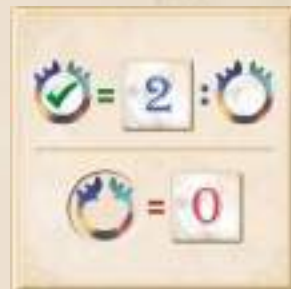 = 2 :
= 0